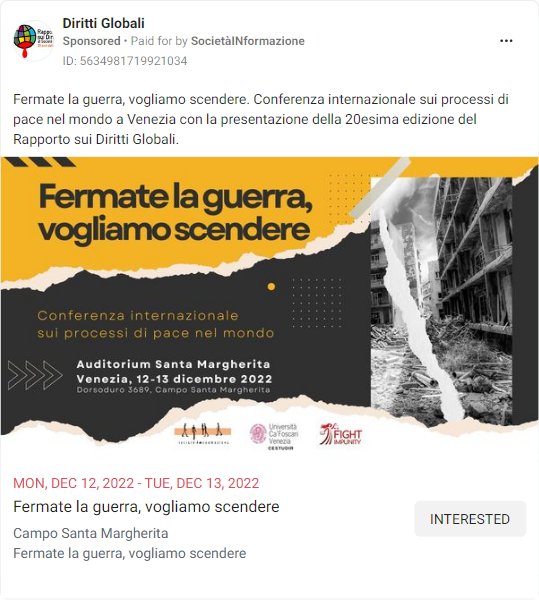 Diritti Globali
Sponsored • Paid for by SocietàINformazione
ID: 5634981719921034
Fermate la guerra, vogliamo scendere. Conferenza internazionale sui processi di
pace nel mondo a Venezia con la presentazione della 20esima edizione del
Rapporto sui Diritti Globali.
Fermate la guerra,
vogliamo scendere
Conferenza internazionale
sui processi di pace nel mondo
Auditorium Santa Margherita
Venezia, 12-13 dicembre 2022
Dorsoduro 3689, Campo Santa Margherita
Università
Ca'Foscari
Venezia
CESTUDIR
FIGHT
IMPUNITY
MON, DEC 12, 2022 - TUE, DEC 13, 2022
Fermate la guerra, vogliamo scendere
INTERESTED
Campo Santa Margherita
Fermate la guerra, vogliamo scendere